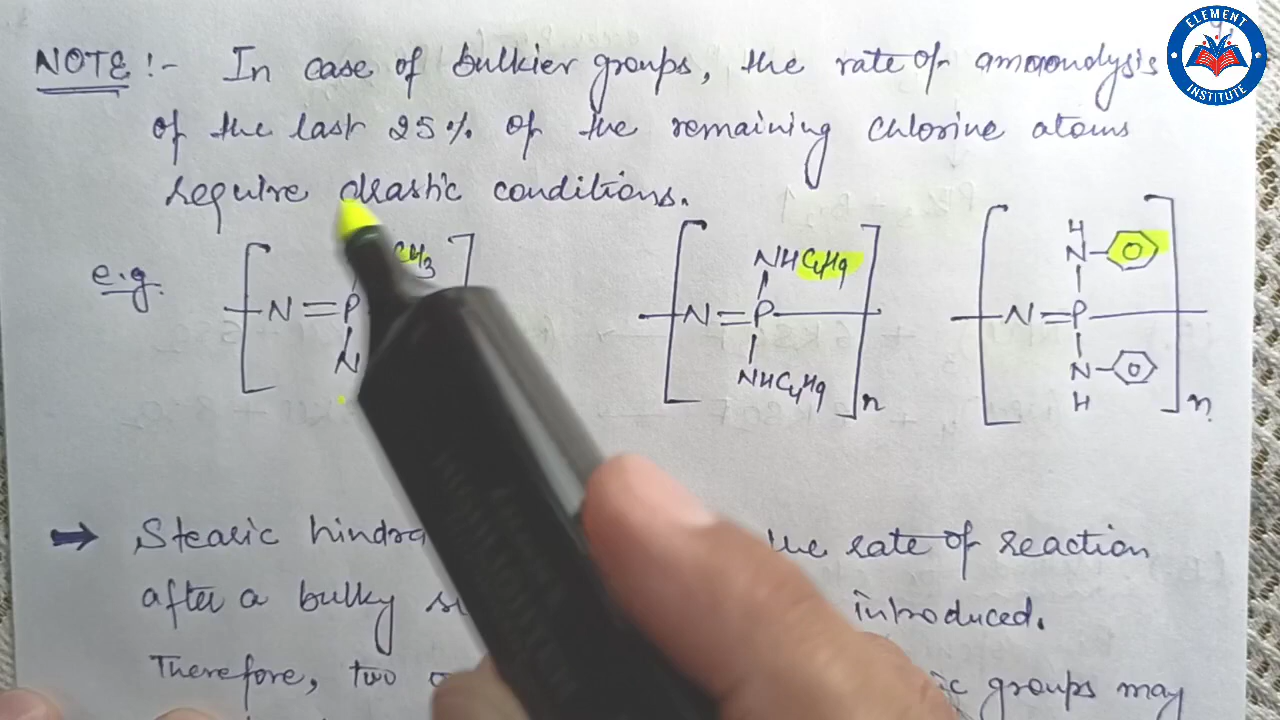 ELEMENT
INSTITUTE
NOTE :- In case of bulkier groups, the rate of ammonolysis
of the last 25% of the remaining chlorine atoms
require drastic conditions.
e.g.
CH3
N = P
N
NHC4H9
N = P
NHC4H9
n
H
N
N = P
N
H
n
→ Stearic the rate of reaction
after a bulky introduced.
Therefore, two groups may